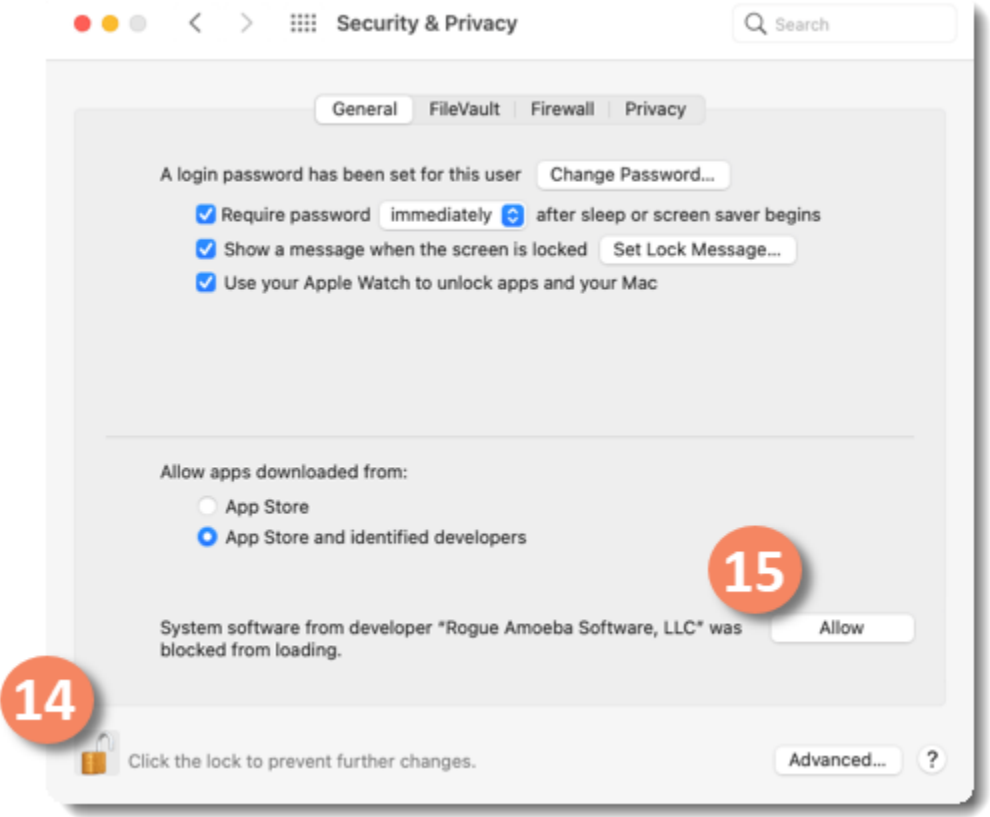 Security & Privacy
Search
General FileVault Firewall Privacy
A login password has been set for this user Change Password...
Require password immediately after sleep or screen saver begins
Show a message when the screen is locked Set Lock Message...
Use your Apple Watch to unlock apps and your Mac
Allow apps downloaded from:
App Store
App Store and identified developers
15
System software from developer "Rogue Amoeba Software, LLC" was
blocked from loading.
Allow
14
Click the lock to prevent further changes.
Advanced... ?